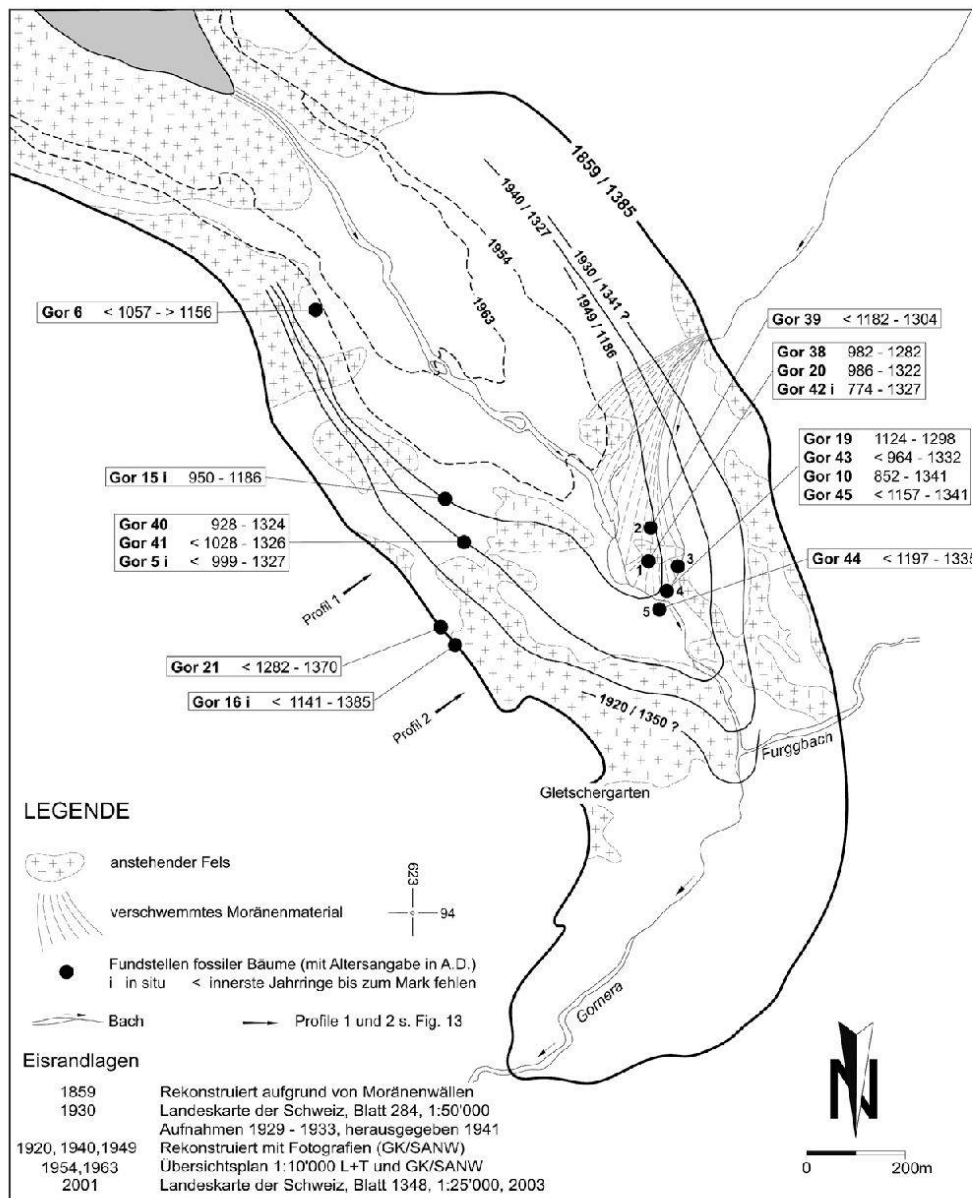 1859 / 1385
1940 / 1327
1954
1930 / 1341 ?
1963
1949 / 1186
Gor 6 < 1057 - > 1156
Gor 39 < 1182 - 1304
Gor 38 982 - 1282
Gor 20 986 - 1322
Gor 42 i 774 - 1327
Gor 19 1124 - 1298
Gor 43 < 964 - 1332
Gor 10 852 - 1341
Gor 45 < 1157 - 1341
Gor 15 i 950 - 1186
Gor 40 928 - 1324
Gor 41 < 1028 - 1326
Gor 5 i < 999 - 1327
2
1
3
4
5
Gor 44 < 1197 - 1335
Profil 1
Gor 21 < 1282 - 1370
Gor 16 i < 1141 - 1385
Profil 2
1920 / 1350 ?
Furggbach
Gletschergarten
Gornera
LEGENDE
anstehender Fels
verschwemmtes Moränenmaterial
623
94
Fundstellen fossiler Bäume (mit Altersangabe in A.D.)
i in situ < innerste Jahrringe bis zum Mark fehlen
Bach
Profile 1 und 2 s. Fig. 13
Eisrandlagen
1859 Rekonstruiert aufgrund von Moränenwällen
1930 Landeskarte der Schweiz, Blatt 284, 1:50'000
Aufnahmen 1929 - 1933, herausgegeben 1941
1920, 1940,1949 Rekonstruiert mit Fotografien (GK/SANW)
1954,1963 Übersichtsplan 1:10'000 L+T und GK/SANW
2001 Landeskarte der Schweiz, Blatt 1348, 1:25'000, 2003
N
0 200m